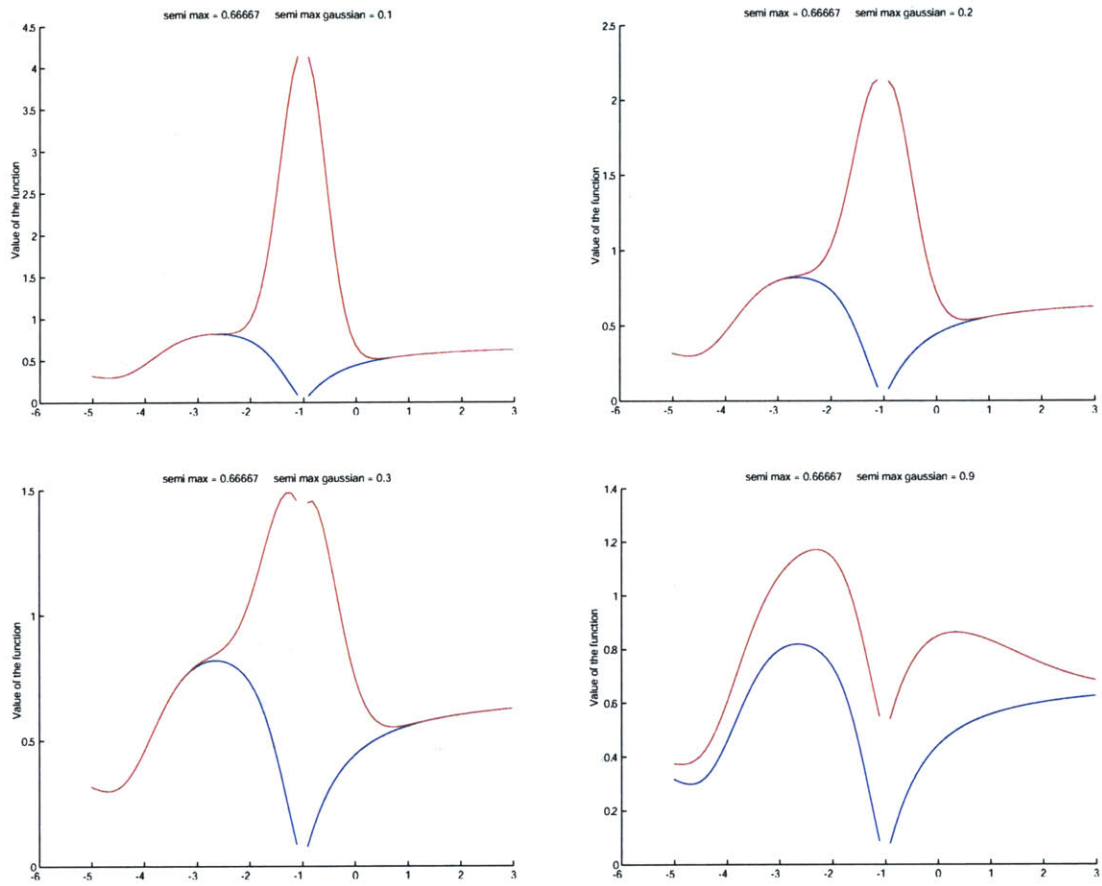 semi max = 0.66667 semi max gaussian = 0.1
Value of the function
4.5
4
3.5
3
2.5
2
1.5
1
0.5
0
-6 -5 -4 -3 -2 -1 0 1 2 3
semi max = 0.66667 semi max gaussian = 0.2
Value of the function
2.5
2
1.5
1
0.5
0
-6 -5 -4 -3 -2 -1 0 1 2 3
semi max = 0.66667 semi max gaussian = 0.3
Value of the function
1.5
1
0.5
0
-6 -5 -4 -3 -2 -1 0 1 2 3
semi max = 0.66667 semi max gaussian = 0.9
Value of the function
1.4
1.2
1
0.8
0.6
0.4
0.2
0
-6 -5 -4 -3 -2 -1 0 1 2 3